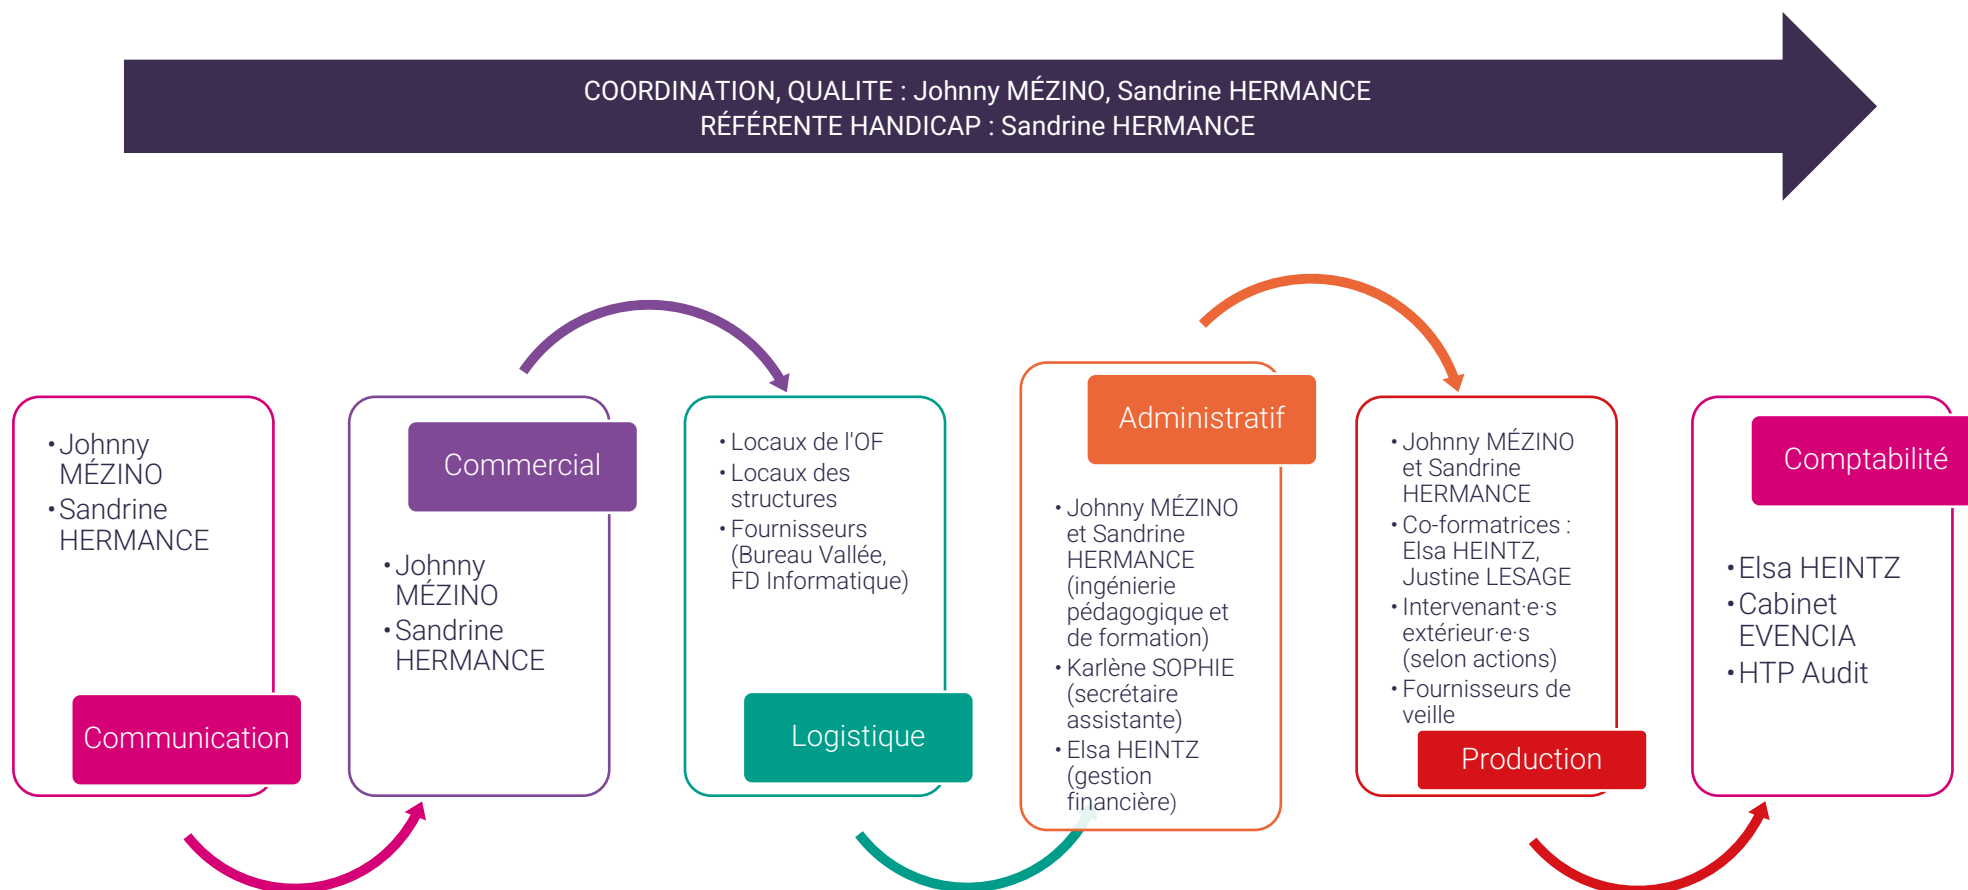 COORDINATION, QUALITE : Johnny MÉZINO, Sandrine HERMANCE
RÉFÉRENTE HANDICAP : Sandrine HERMANCE
• Johnny
MÉZINO
• Sandrine
HERMANCE
Communication
Commercial
• Johnny
MÉZINO
• Sandrine
HERMANCE
• Locaux de l'OF
• Locaux des
structures
• Fournisseurs
(Bureau Vallée,
FD Informatique)
Logistique
Administratif
• Johnny MÉZINO
et Sandrine
HERMANCE
(ingénierie
pédagogique et
de formation)
• Karlène SOPHIE
(secrétaire
assistante)
• Elsa HEINTZ
(gestion
financière)
• Johnny MÉZINO
et Sandrine
HERMANCE
• Co-formatrices :
Elsa HEINTZ,
Justine LESAGE
• Intervenant·e·s
extérieur·e·s
(selon actions)
• Fournisseurs de
veille
Production
Comptabilité
• Elsa HEINTZ
• Cabinet
EVENCIA
• HTP Audit